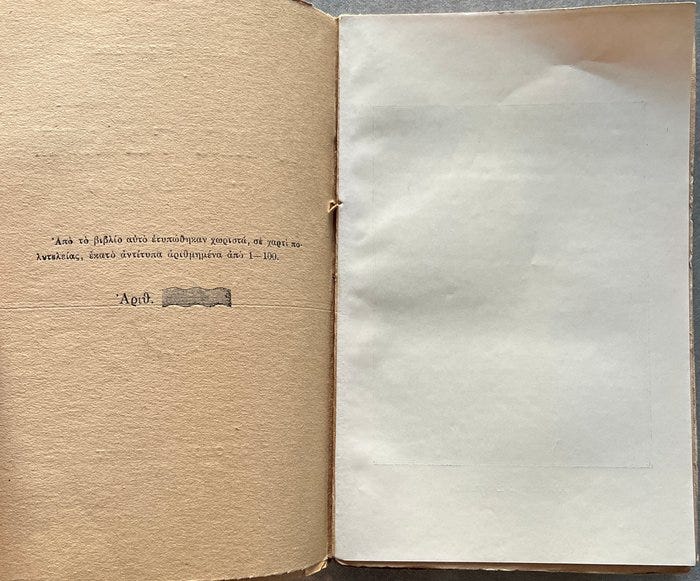 Ἀπὸ τὸ βιβλίο αὐτὸ ἐτυπώθηκαν χωριστά, σὲ χαρτὶ πο-
λυτελείας, ἑκατὸ ἀντίτυπα ἀριθμημένα ἀπὸ 1—100.
Ἀριθ.